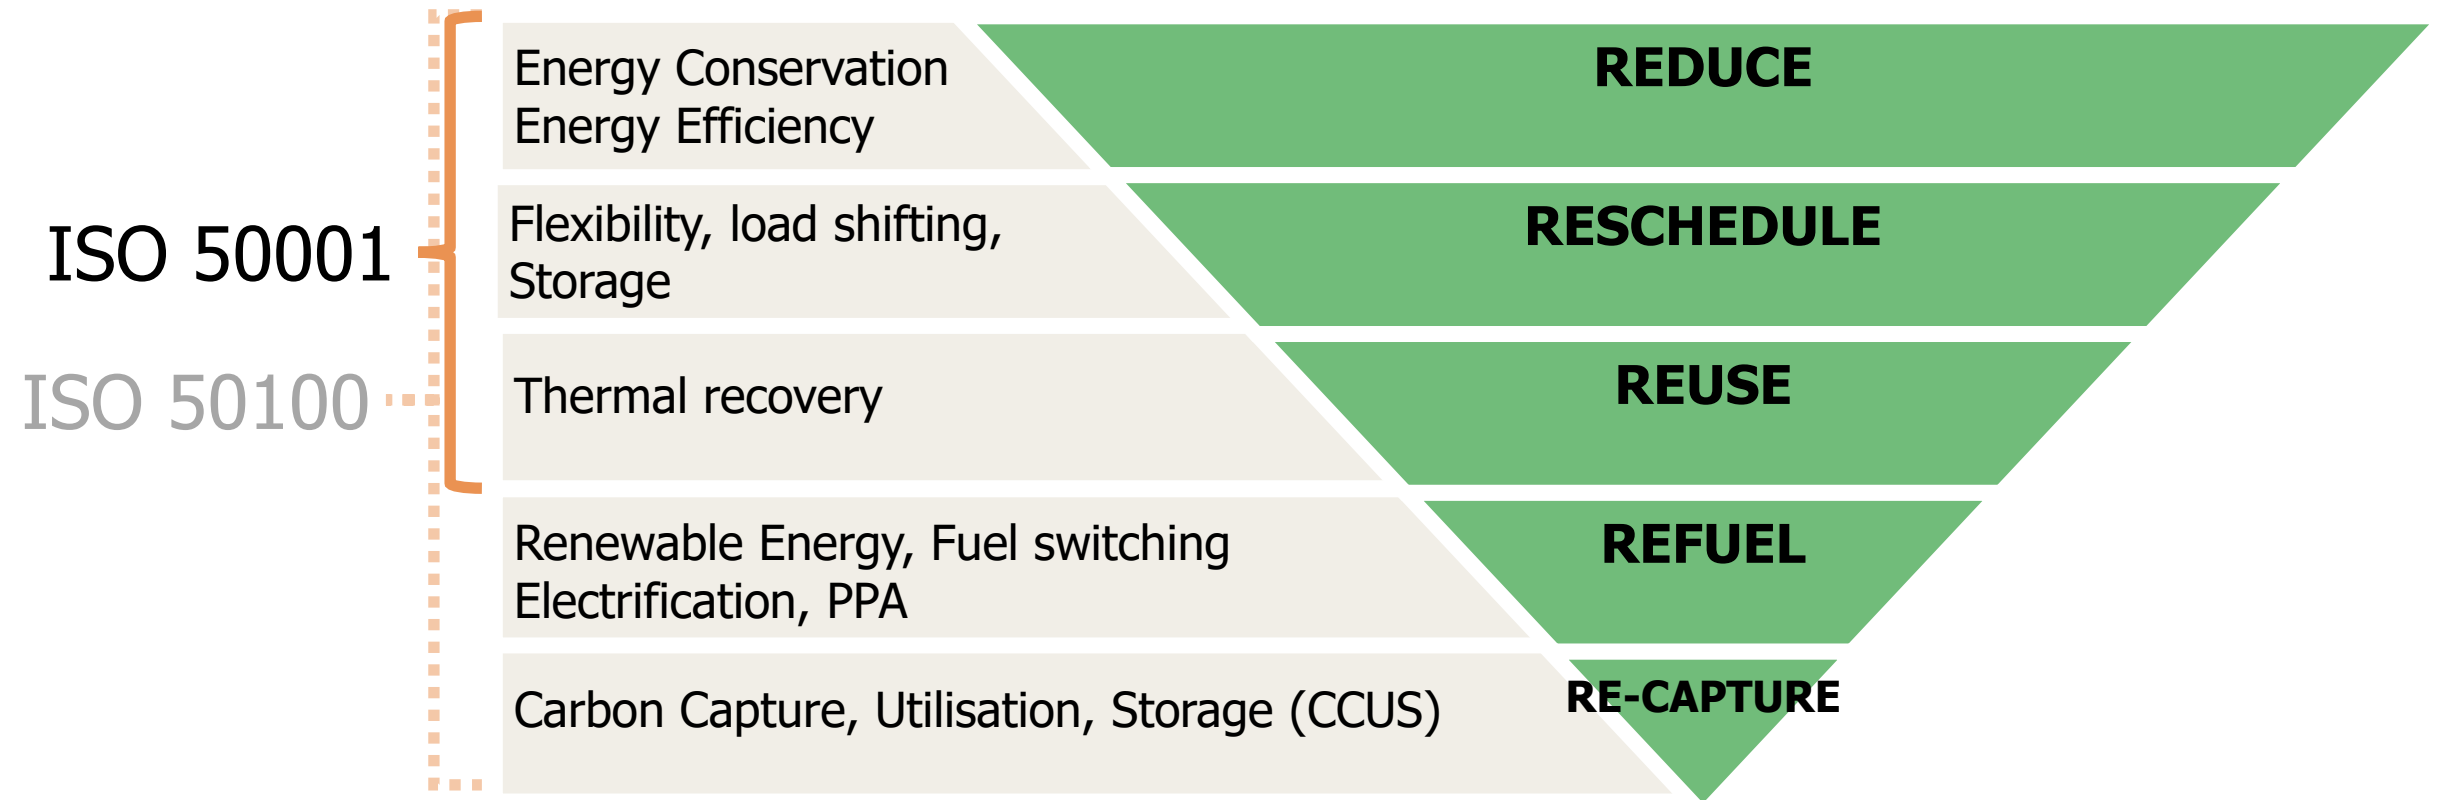 Energy Conservation
Energy Efficiency
REDUCE
Flexibility, load shifting,
Storage
RESCHEDULE
ISO 50001
Thermal recovery
REUSE
ISO 50100
Renewable Energy, Fuel switching
Electrification, PPA
REFUEL
Carbon Capture, Utilisation, Storage (CCUS)
RE-CAPTURE